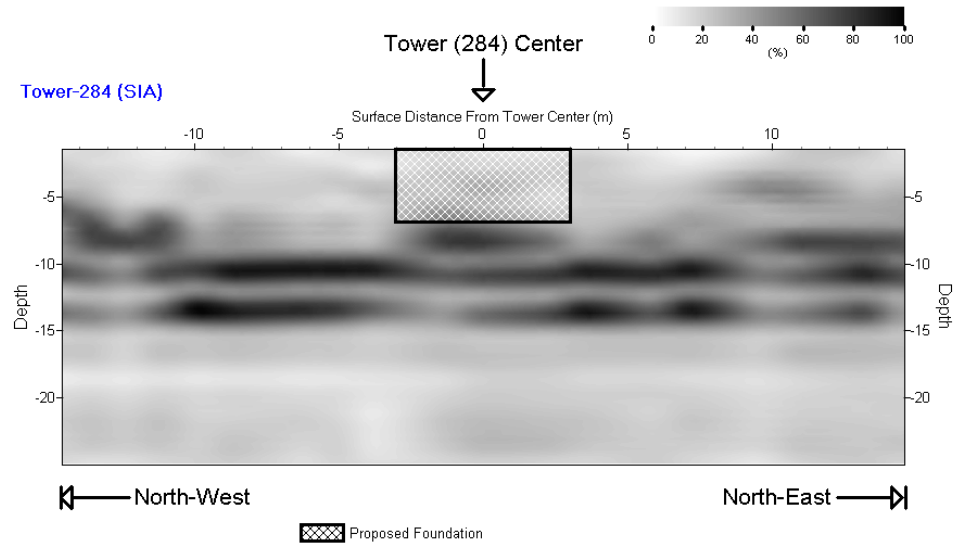 0 20 40 60 80 100
(%)
Tower (284) Center
Tower-284 (SIA)
Surface Distance From Tower Center (m)
-10 -5 0 5 10
-5 -5
-10 -10
Depth Depth
-15 -15
-20 -20
North-West North-East
Proposed Foundation